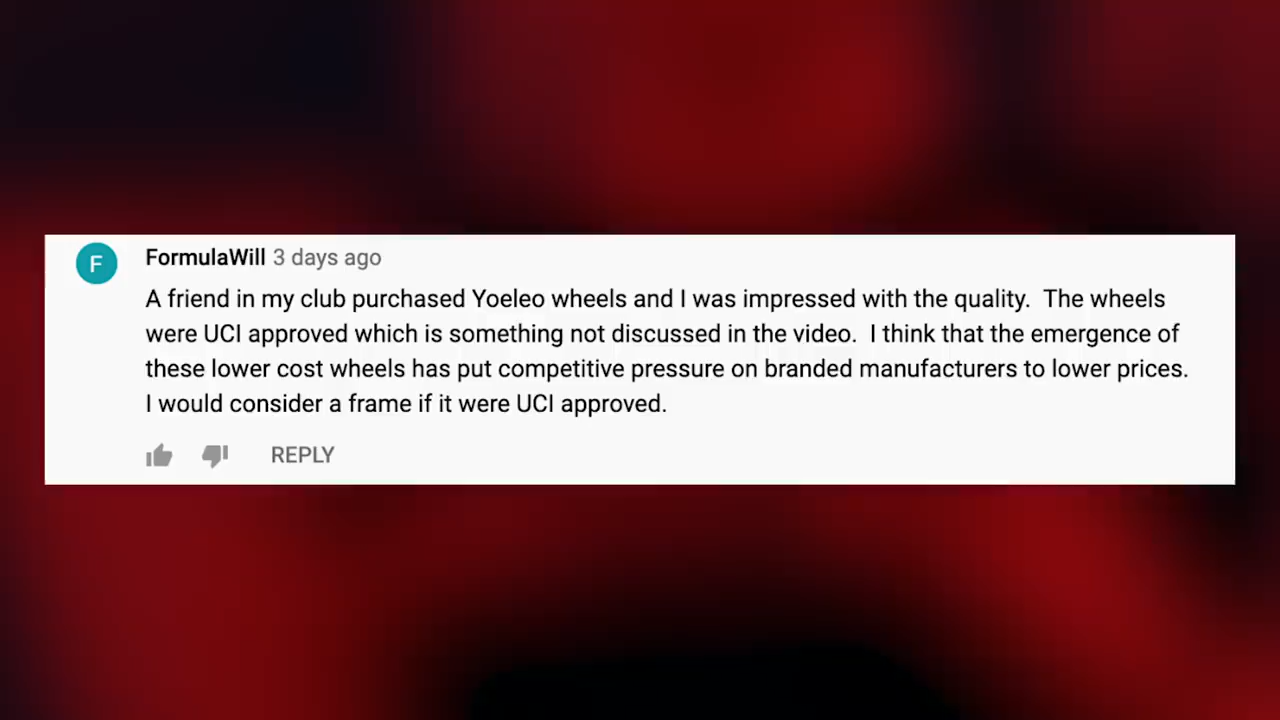 F
FormulaWill 3 days ago
A friend in my club purchased Yoeleo wheels and I was impressed with the quality.  The wheels
were UCI approved which is something not discussed in the video.  I think that the emergence of
these lower cost wheels has put competitive pressure on branded manufacturers to lower prices.
I would consider a frame if it were UCI approved.
REPLY